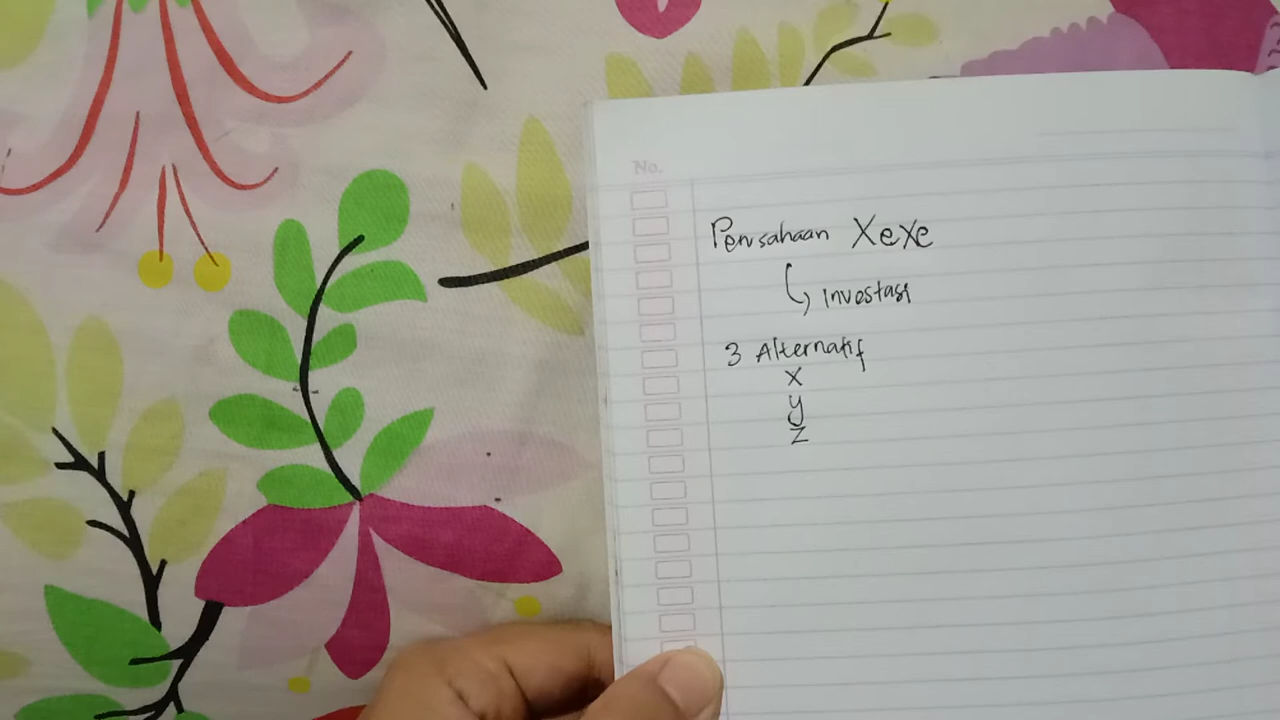 No.
Perusahaan XeXe
Investasi
3 Alternatif
X
y
Z